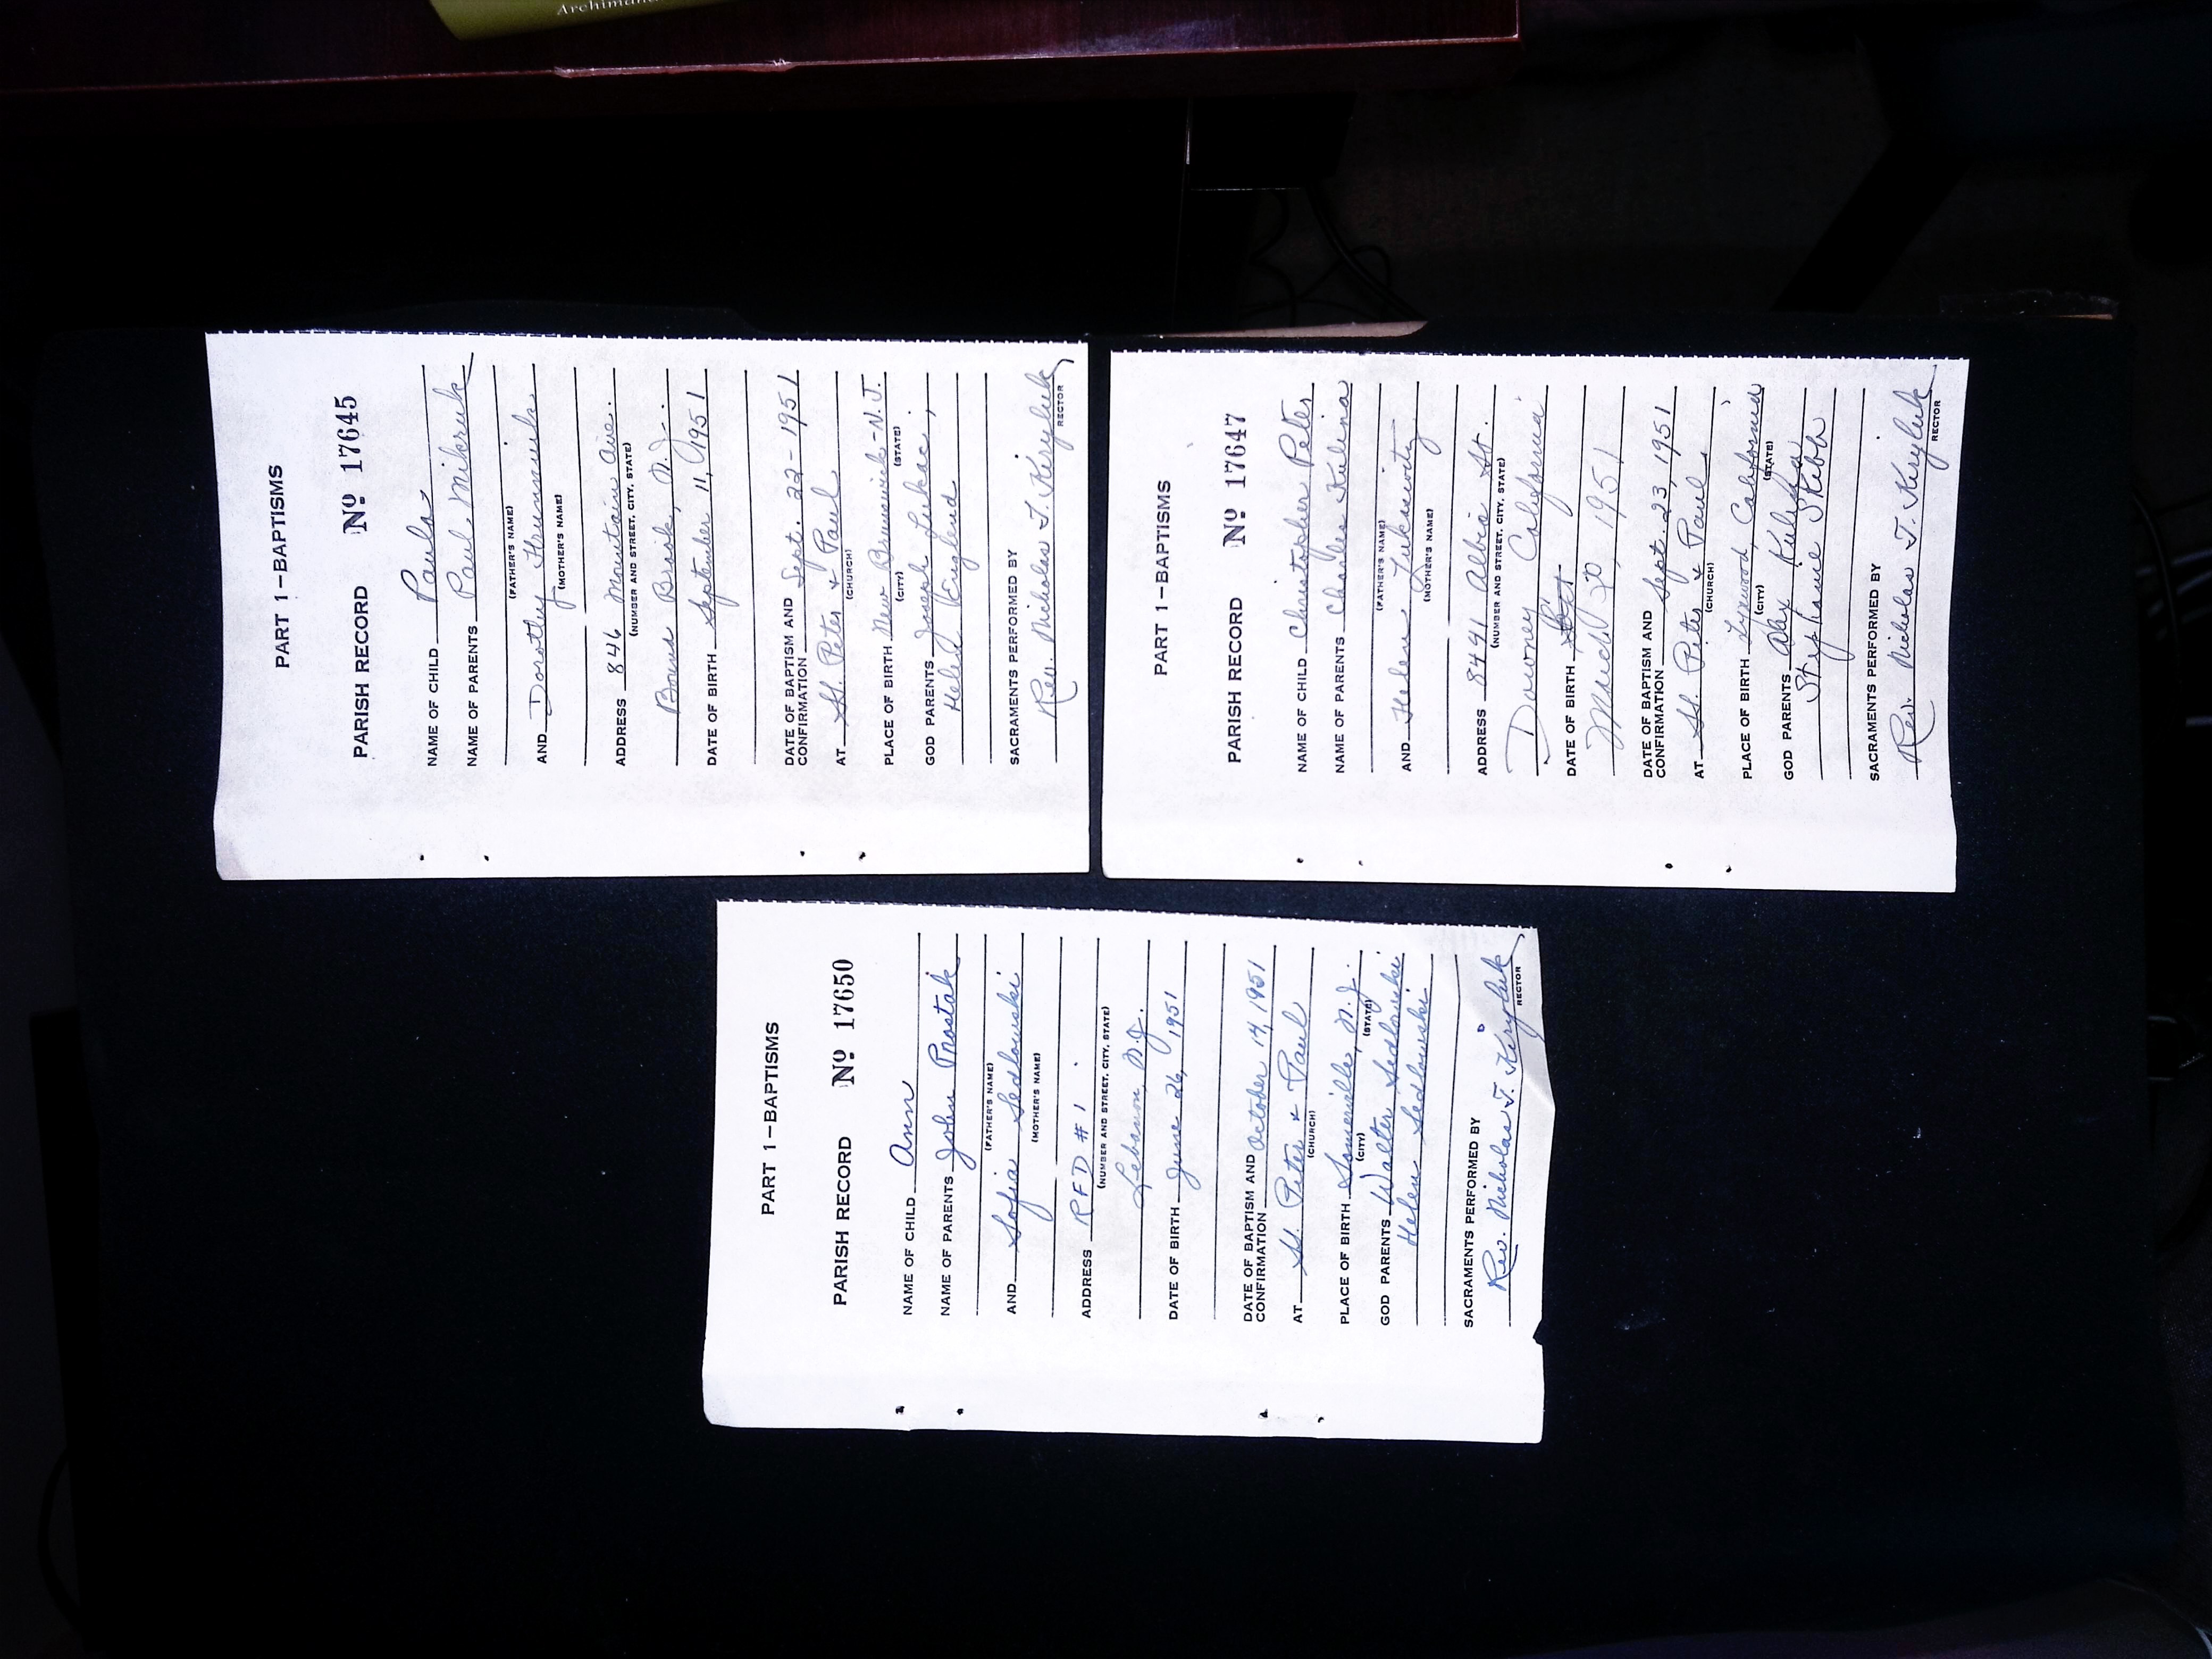 PART 1—BAPTISMS
PARISH RECORD Nº 17650
NAME OF CHILD Ann
NAME OF PARENTS John Prostak
(FATHER'S NAME)
AND Sofia Sedlowski
(MOTHER'S NAME)
ADDRESS RFD #1
(NUMBER AND STREET, CITY, STATE)
Lebanon, N.J.
DATE OF BIRTH June 26, 1951
DATE OF BAPTISM AND
CONFIRMATION October 14, 1951
AT St. Peter & Paul
(CHURCH)
PLACE OF BIRTH Somerville, N.J.
(CITY) (STATE)
GOD PARENTS Walter Sedlowski
Helen Sedlowski
SACRAMENTS PERFORMED BY
Rev. Nicholas T. Kiryluk
RECTOR
PART 1—BAPTISMS
PARISH RECORD Nº 17645
NAME OF CHILD Paula
NAME OF PARENTS Paul Mikruk
(FATHER'S NAME)
AND Dorothy
(MOTHER'S NAME)
ADDRESS 846 Mountain Ave.
(NUMBER AND STREET, CITY, STATE)
Bound Brook, N.J.
DATE OF BIRTH September 11, 1951
DATE OF BAPTISM AND
CONFIRMATION Sept. 22-1951
AT St. Peter & Paul
(CHURCH)
PLACE OF BIRTH New Brunswick-N.J.
(CITY) (STATE)
GOD PARENTS Joseph Lukac,
Helen Englend
SACRAMENTS PERFORMED BY
Rev. Nicholas T. Kiryluk
RECTOR
PART 1—BAPTISMS
PARISH RECORD Nº 17647
NAME OF CHILD Christopher Peter
NAME OF PARENTS Charles Kulina
(FATHER'S NAME)
AND Helen Lukaswitz
(MOTHER'S NAME)
ADDRESS 8441 Albia St.
(NUMBER AND STREET, CITY, STATE)
Downey California
DATE OF BIRTH Sept
March 20, 1951
DATE OF BAPTISM AND
CONFIRMATION Sept. 23, 1951
AT St. Peter & Paul
(CHURCH)
PLACE OF BIRTH Lynwood, California
(CITY) (STATE)
GOD PARENTS Alex Kulina
Stephanie Skibb
SACRAMENTS PERFORMED BY
Rev. Nicholas T. Kiryluk
RECTOR